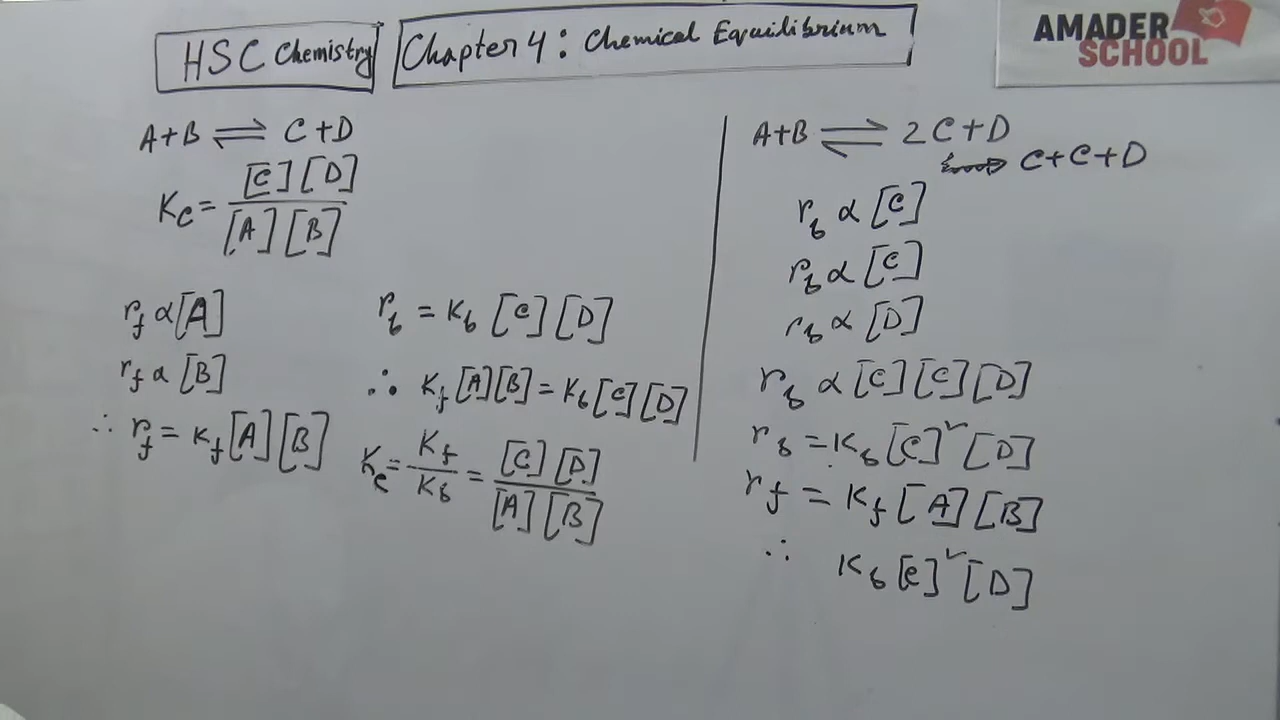 HSC Chemistry Chapter 4: Chemical Equilibrium
AMADER
SCHOOL
A+B ⇌ C+D
Kc = [C][D] / [A][B]
rf α [A]
rf α [B]
∴ rf = Kf [A][B]
rb = Kb [C][D]
∴ Kf [A][B] = Kb [C][D]
Kc = Kf / Kb = [C][D] / [A][B]
A+B ⇌ 2C+D
C+C+D
rb α [C]
rb α [C]
rb α [D]
rb α [C][C][D]
rb = Kb [C]² [D]
rf = Kf [A][B]
∴ Kb [C]² [D]